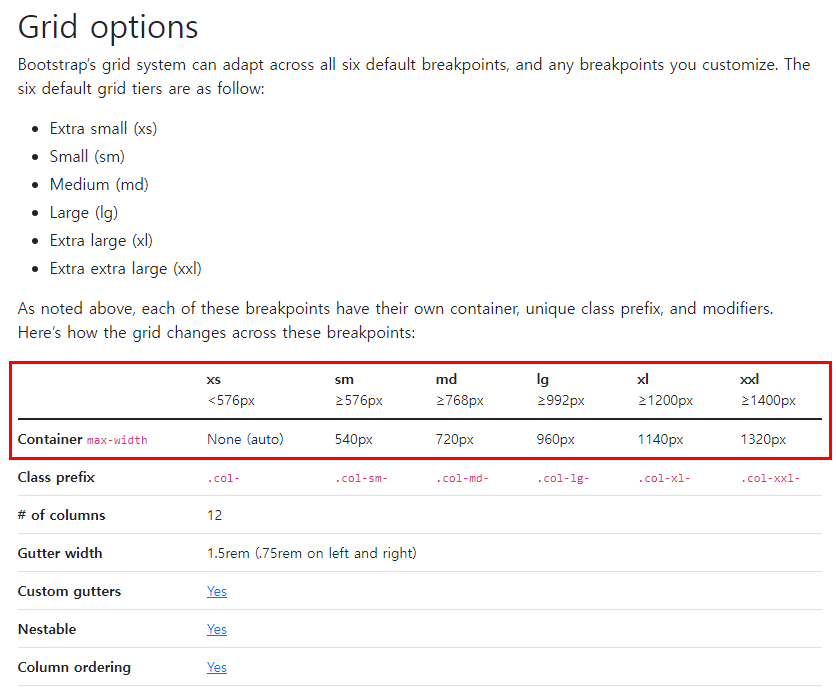 Grid options
Bootstrap's grid system can adapt across all six default breakpoints, and any breakpoints you customize. The
six default grid tiers are as follow:
Extra small (xs)
Small (sm)
Medium (md)
Large (lg)
Extra large (xl)
Extra extra large (xxl)
As noted above, each of these breakpoints have their own container, unique class prefix, and modifiers.
Here's how the grid changes across these breakpoints:
xs sm md lg xl xxl
<576px ≥576px ≥768px ≥992px ≥1200px ≥1400px
Container max-width None (auto) 540px 720px 960px 1140px 1320px
Class prefix .col- .col-sm- .col-md- .col-lg- .col-xl- .col-xxl-
# of columns 12
Gutter width 1.5rem (.75rem on left and right)
Custom gutters Yes
Nestable Yes
Column ordering Yes